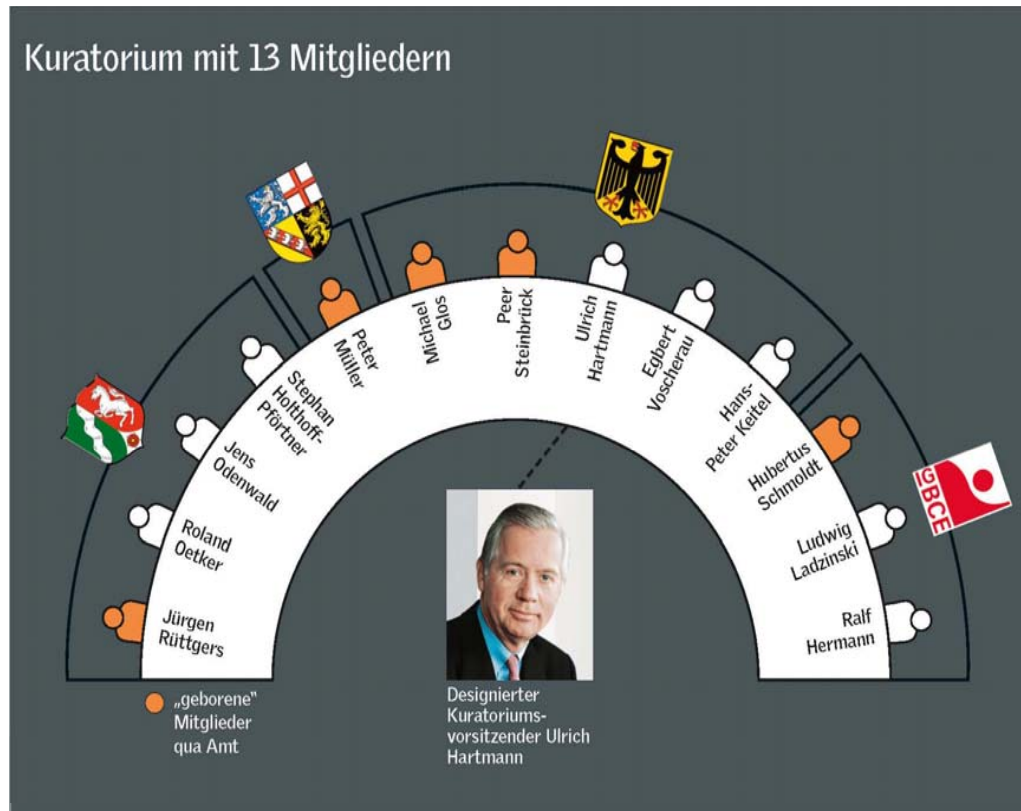 Kuratorium mit 13 Mitgliedern
Jürgen
Rüttgers
Roland
Oetker
Jens
Odenwald
Stephan
Holthoff-
Pförtner
Peter
Müller
Michael
Glos
Peer
Steinbrück
Ulrich
Hartmann
Egbert
Voscherau
Hans-
Peter Keitel
Hubertus
Schmoldt
Ludwig
Ladzinski
Ralf
Hermann
IGBCE
„geborene"
Mitglieder
qua Amt
Designierter
Kuratoriums-
vorsitzender Ulrich
Hartmann